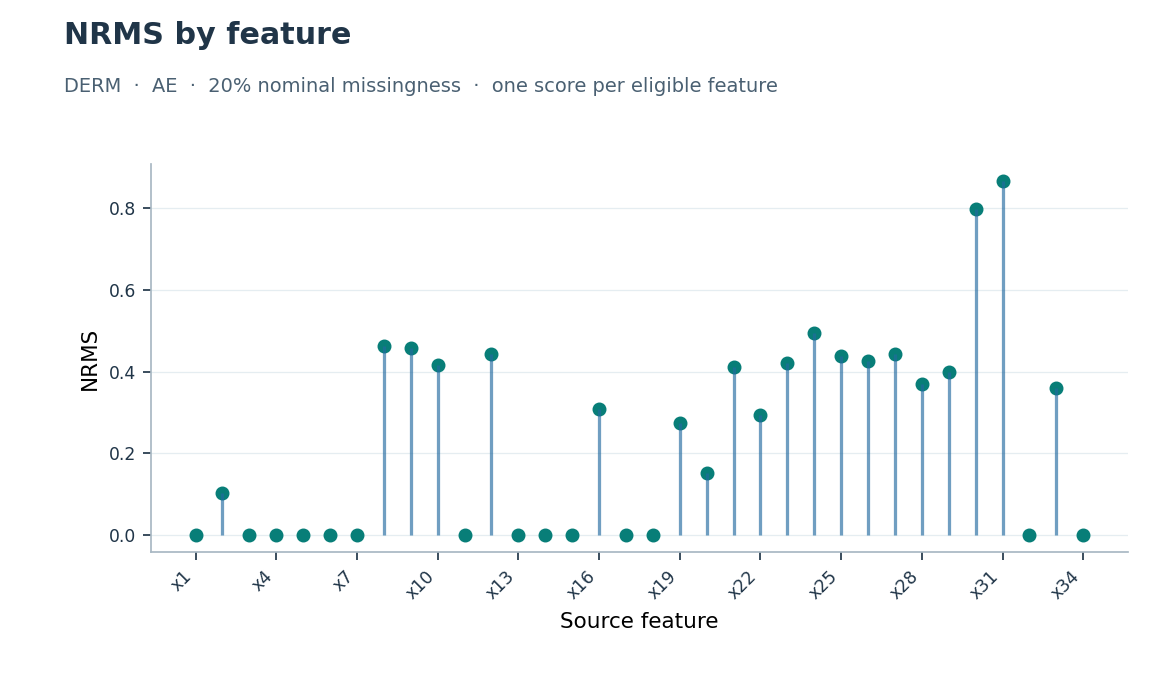 NRMS by feature
DERM · AE · 20% nominal missingness · one score per eligible feature
NRMS
0.8
0.6
0.4
0.2
0.0
x1 x4 x7 x10 x13 x16 x19 x22 x25 x28 x31 x34
Source feature